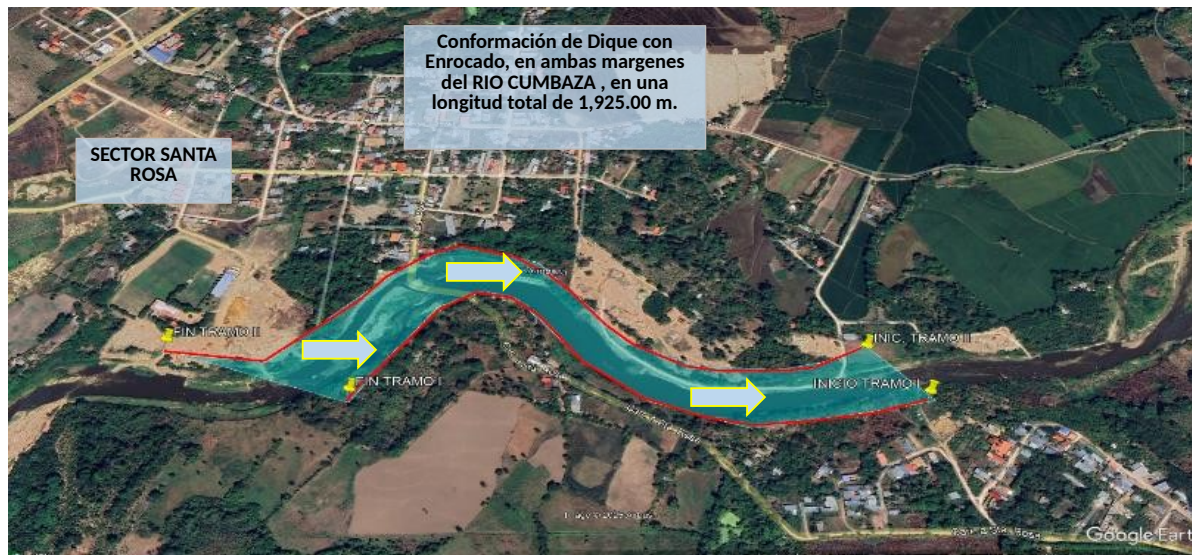 Conformación de Dique con
Enrocado, en ambas margenes
del RIO CUMBAZA , en una
longitud total de 1,925.00 m.
SECTOR SANTA
ROSA
FIN TRAMO II
INIC. TRAMO II
FIN TRAMO I
INICIO TRAMO I
Google Eart